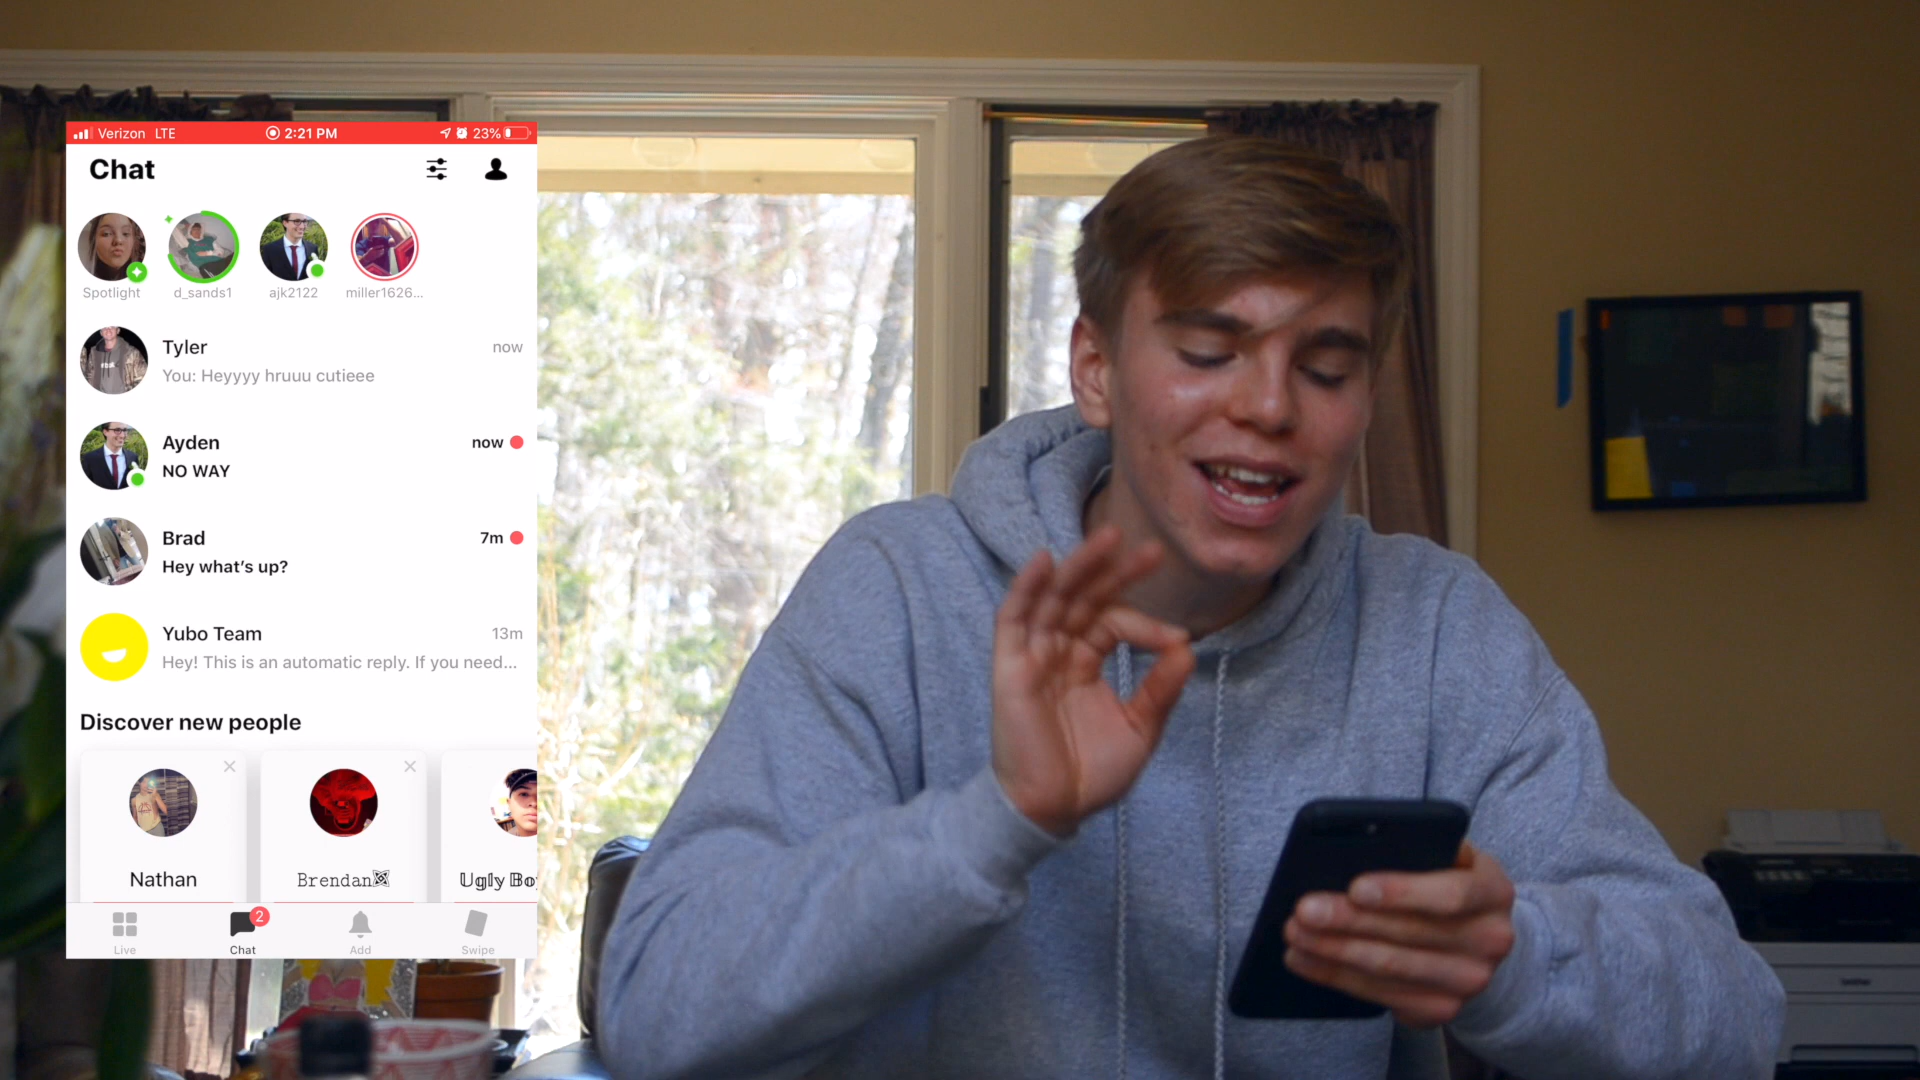 Verizon LTE 2:21 PM 23%
Chat
Spotlight d_sands1 ajk2122 miller1626...
Tyler now
You: Heyyyy hruuu cutieee
Ayden now
NO WAY
Brad 7m
Hey what's up?
Yubo Team 13m
Hey! This is an automatic reply. If you need...
Discover new people
Nathan Brendan Ugly Bo
Live Chat 2 Add Swipe